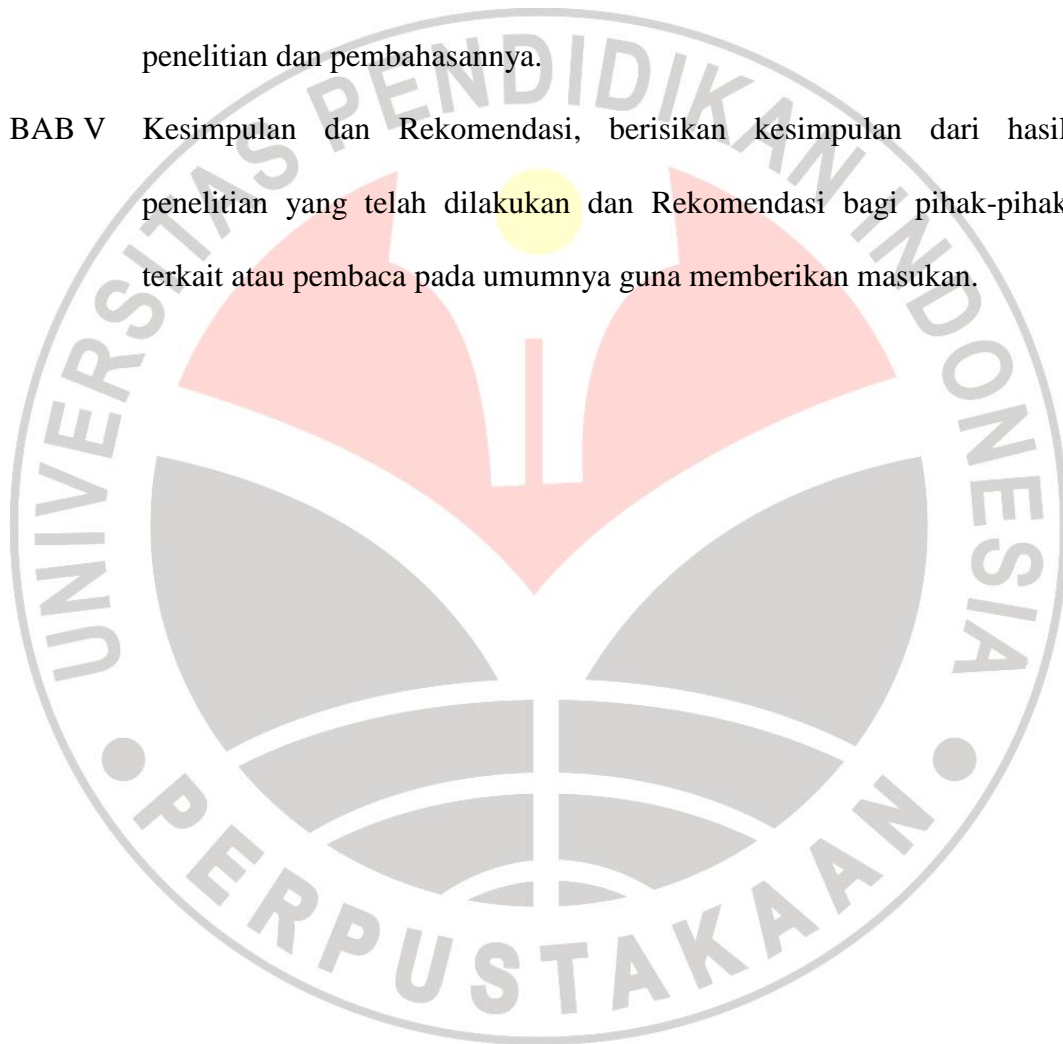 penelitian dan pembahasannya.
BAB V Kesimpulan dan Rekomendasi, berisikan kesimpulan dari hasil
penelitian yang telah dilakukan dan Rekomendasi bagi pihak-pihak
terkait atau pembaca pada umumnya guna memberikan masukan.
UNIVERSITAS PENDIDIKAN INDONESIA
PERPUSTAKAAN